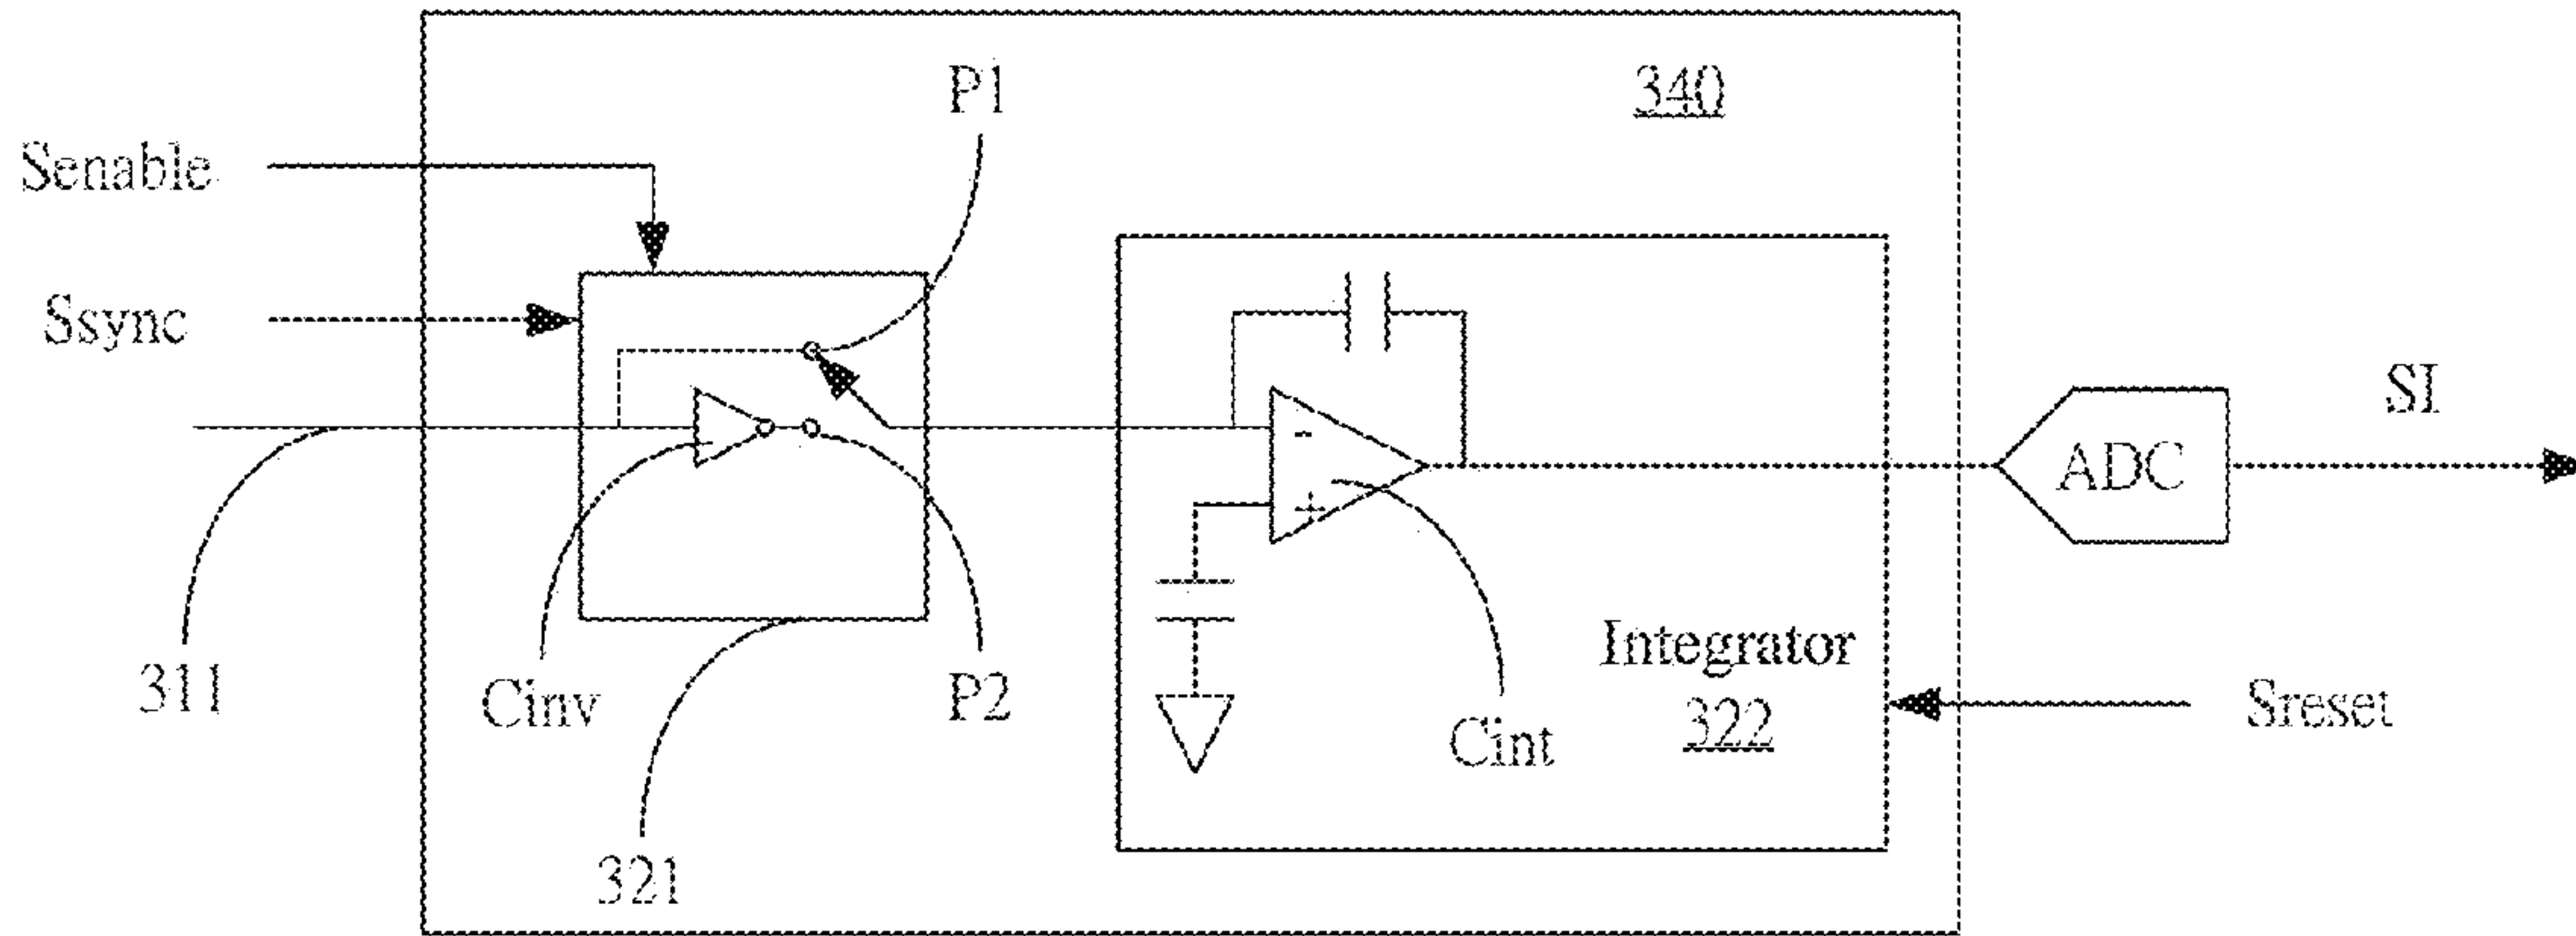 P1
340
Senable
Ssync
SI
ADC
-
+
Integrator
322
311
Cinv
P2
Cint
Sreset
321